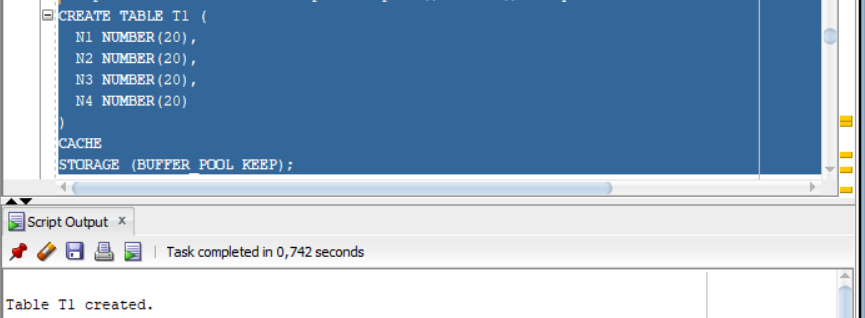 CREATE TABLE T1 (
N1 NUMBER(20),
N2 NUMBER(20),
N3 NUMBER(20),
N4 NUMBER(20)
)
CACHE
STORAGE (BUFFER_POOL KEEP);
Script Output x
Task completed in 0,742 seconds
Table T1 created.